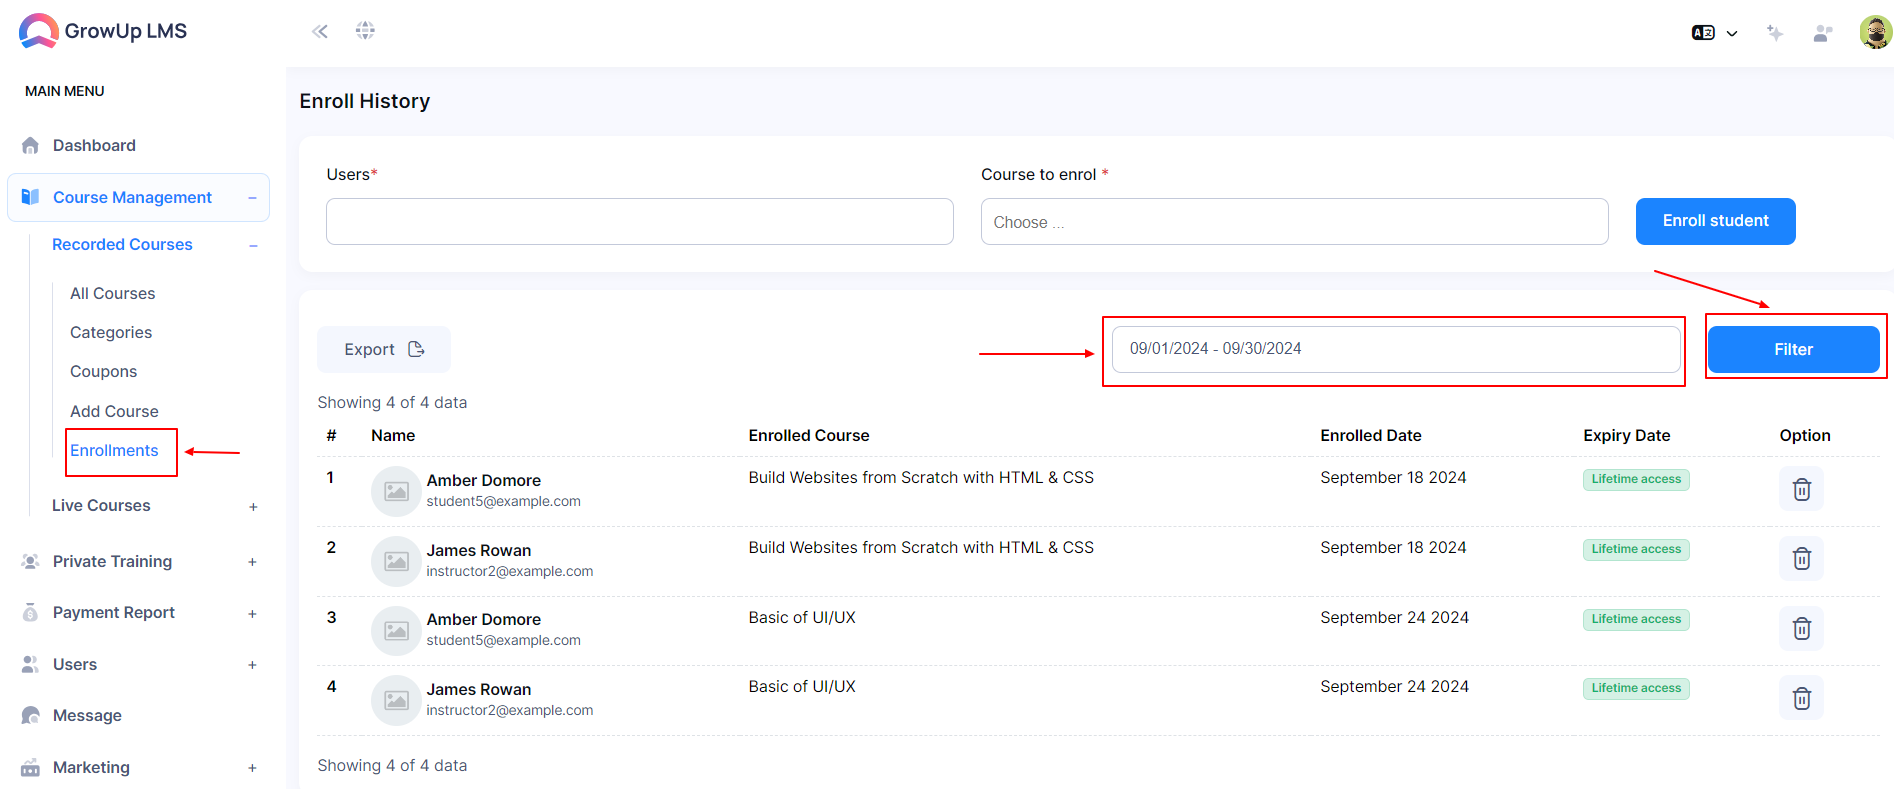 GrowUp LMS
MAIN MENU
Dashboard
Course Management −
Recorded Courses −
All Courses
Categories
Coupons
Add Course
Enrollments
Live Courses +
Private Training +
Payment Report +
Users +
Message
Marketing +
Enroll History
Users*
Course to enrol *
Choose ...
Enroll student
Export
09/01/2024 - 09/30/2024
Filter
Showing 4 of 4 data
# Name Enrolled Course Enrolled Date Expiry Date Option
1 Amber Domore Build Websites from Scratch with HTML & CSS September 18 2024 Lifetime access
student5@example.com
2 James Rowan Build Websites from Scratch with HTML & CSS September 18 2024 Lifetime access
instructor2@example.com
3 Amber Domore Basic of UI/UX September 24 2024 Lifetime access
student5@example.com
4 James Rowan Basic of UI/UX September 24 2024 Lifetime access
instructor2@example.com
Showing 4 of 4 data